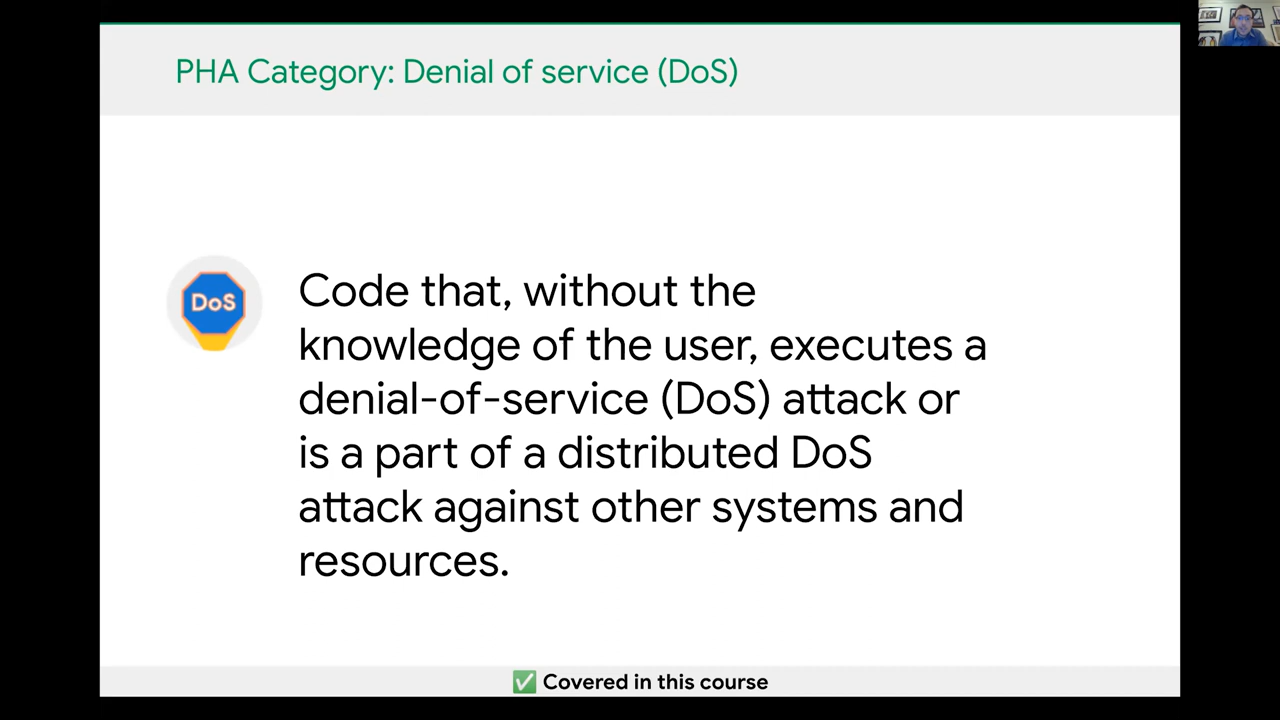 PHA Category: Denial of service (DoS)
DoS
Code that, without the
knowledge of the user, executes a
denial-of-service (DoS) attack or
is a part of a distributed DoS
attack against other systems and
resources.
✅ Covered in this course